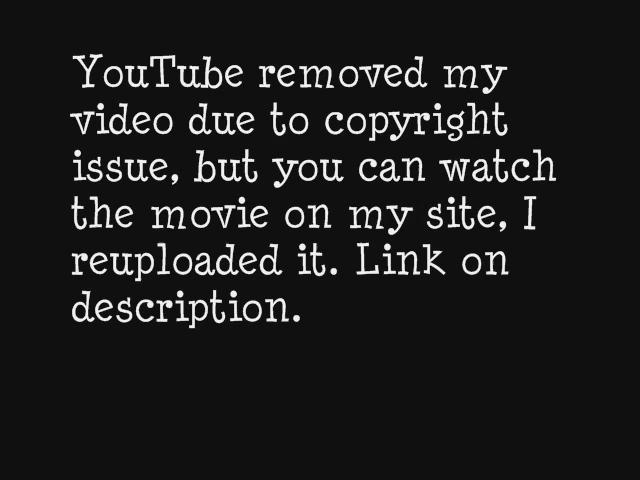 YouTube removed my
video due to copyright
issue, but you can watch
the movie on my site, I
reuploaded it. Link on
description.